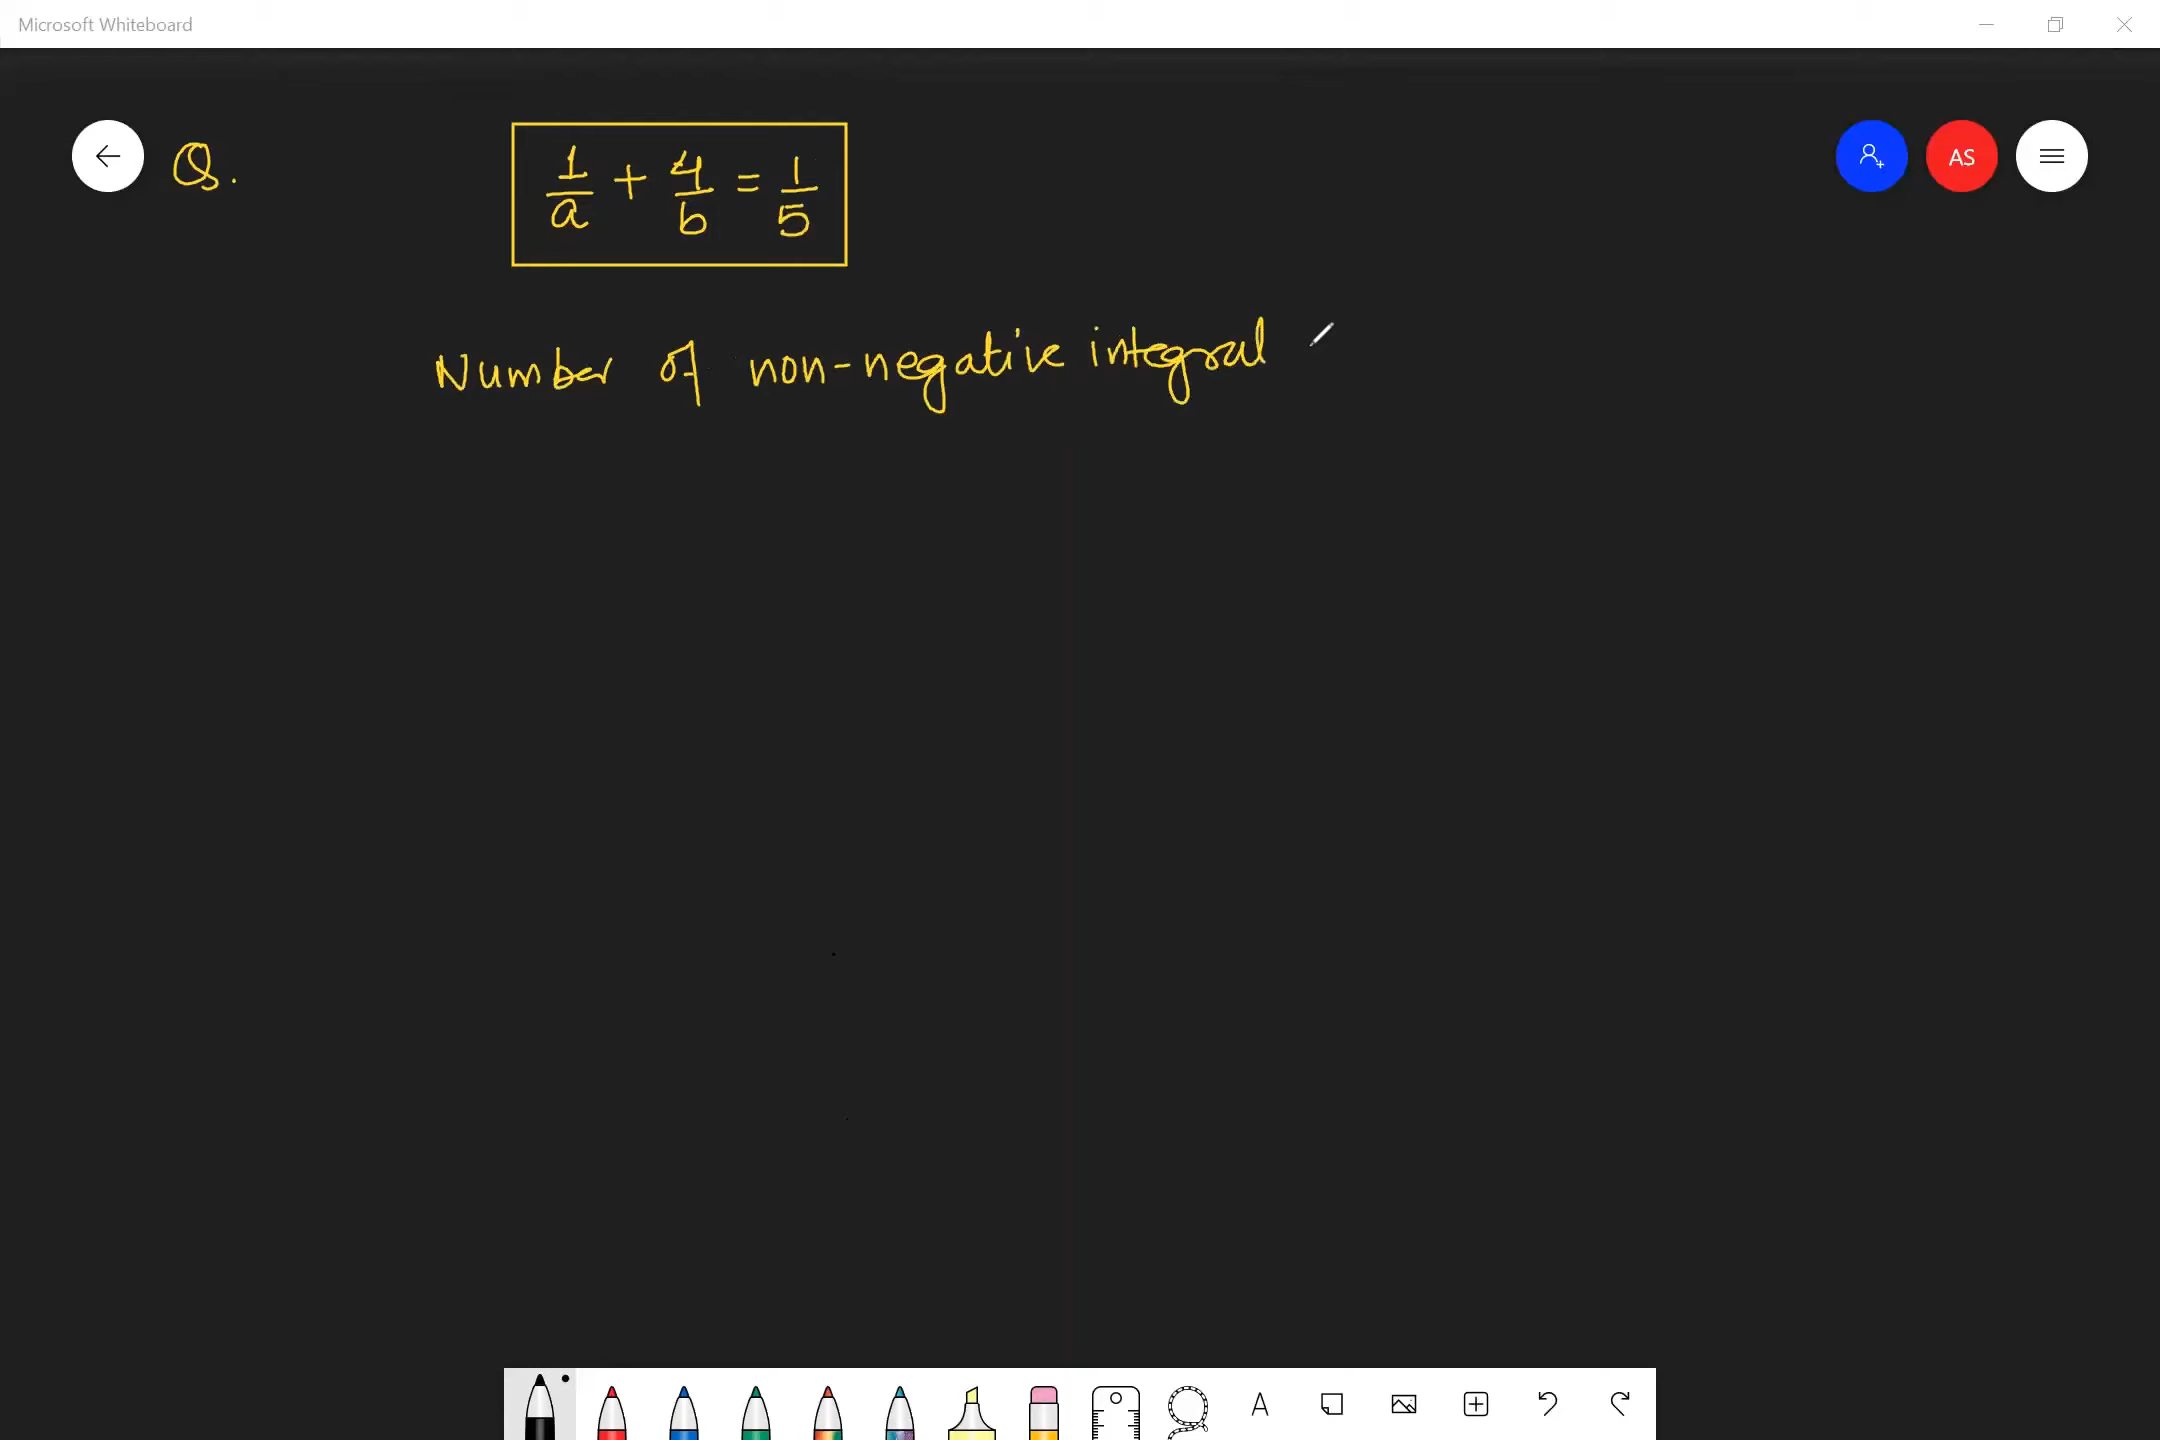 Microsoft Whiteboard
Q.
1/a + 4/b = 1/5
AS
Number of non-negative integral
A